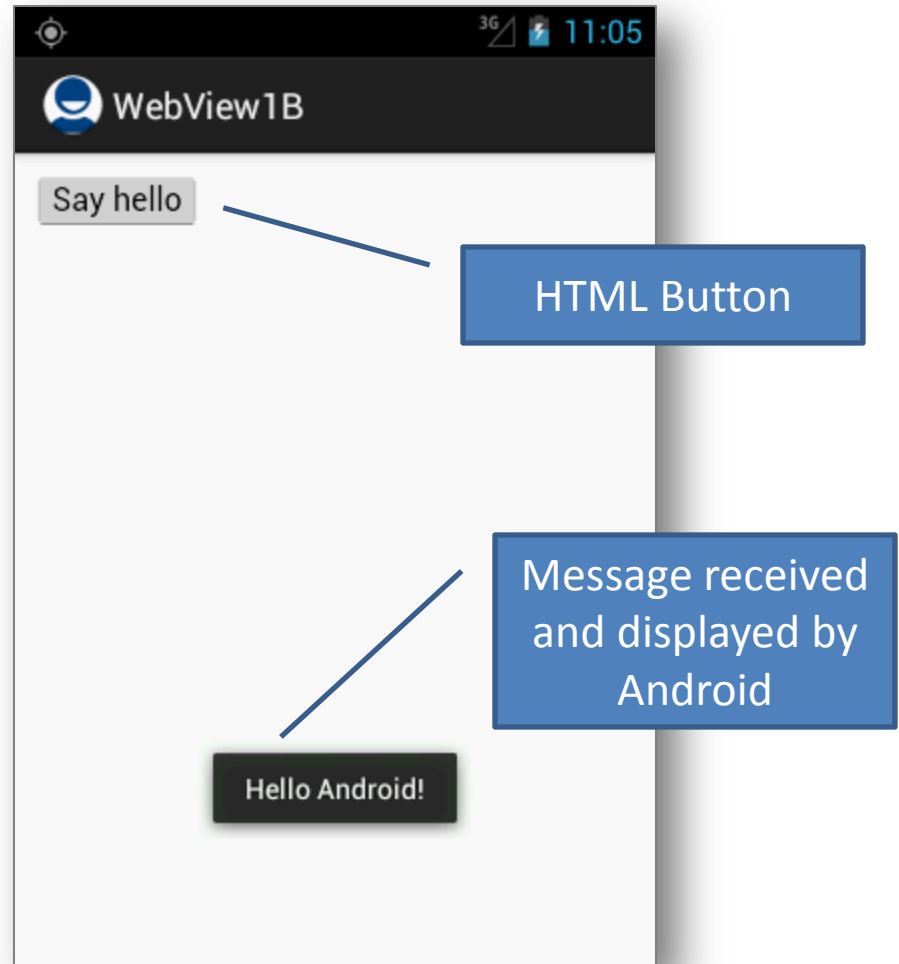 3G 11:05
WebView1B
Say hello
HTML Button
Message received
and displayed by
Android
Hello Android!